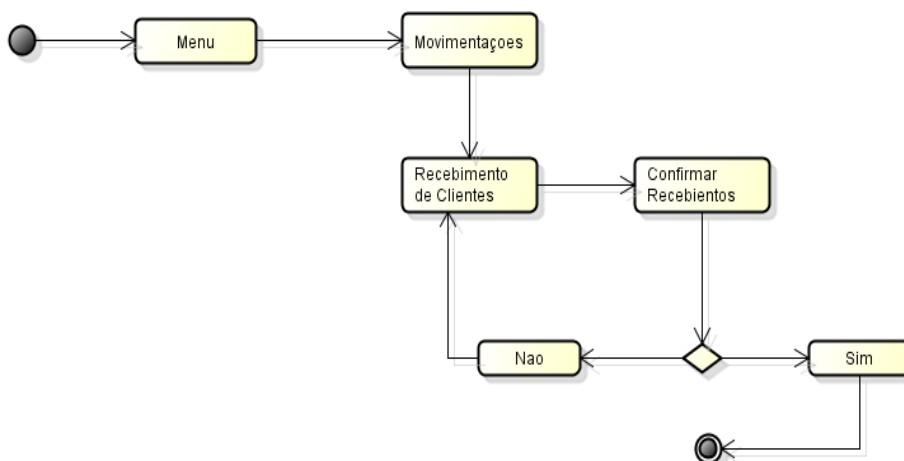 Menu
Movimentaçoes
Recebimento
de Clientes
Confirmar
Recebientos
Nao
Sim